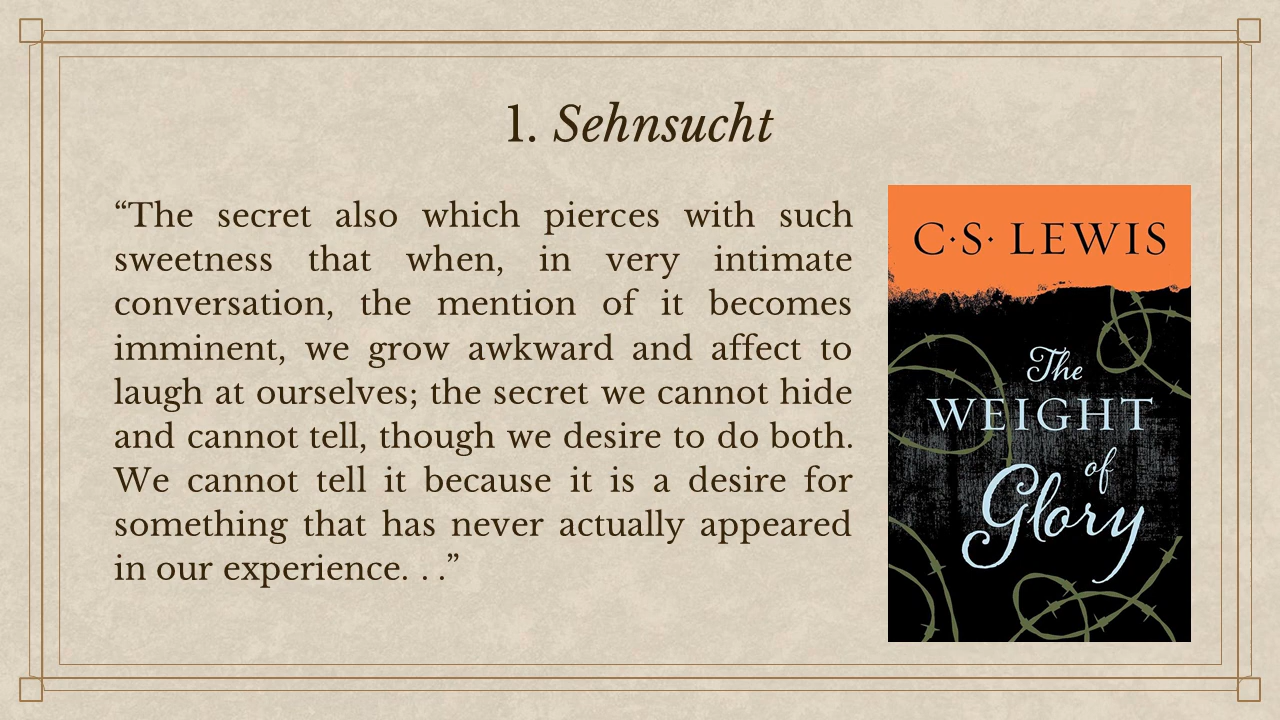 1. Sehnsucht
“The secret also which pierces with such
sweetness that when, in very intimate
conversation, the mention of it becomes
imminent, we grow awkward and affect to
laugh at ourselves; the secret we cannot hide
and cannot tell, though we desire to do both.
We cannot tell it because it is a desire for
something that has never actually appeared
in our experience. . .”
C·S· LEWIS
The
WEIGHT
of
Glory